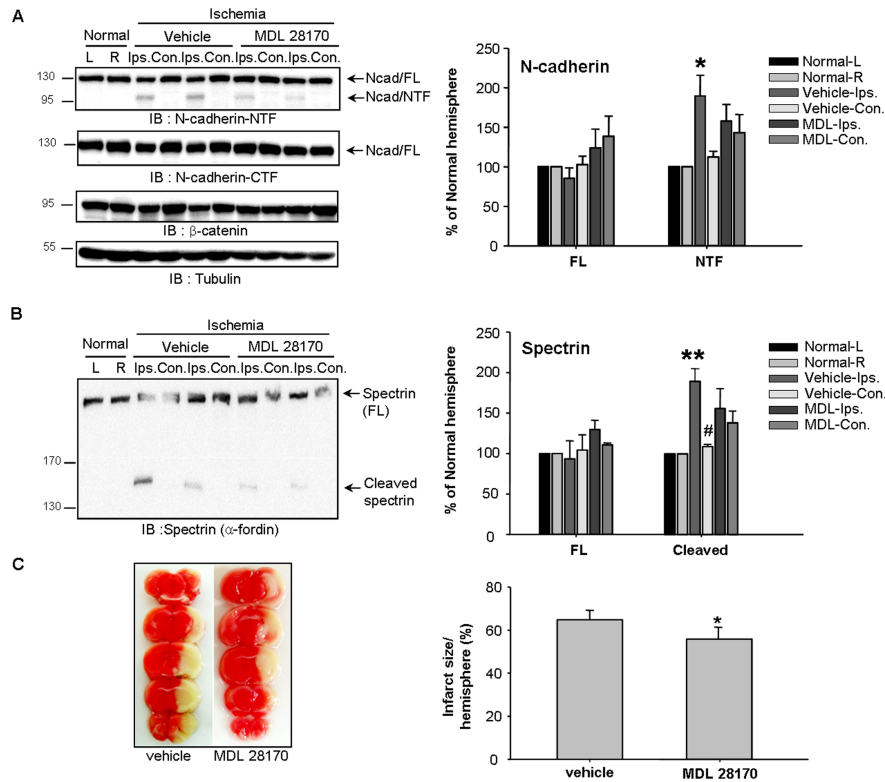 A
Ischemia
Normal Vehicle MDL 28170
L R Ips.Con.Ips.Con. Ips.Con.Ips.Con.
130
95
Ncad/FL
Ncad/NTF
IB : N-cadherin-NTF
130
Ncad/FL
IB : N-cadherin-CTF
95
IB : β-catenin
55
IB : Tubulin
% of Normal hemisphere
250
200
150
100
50
0
N-cadherin
*
FL NTF
Normal-L
Normal-R
Vehicle-Ips.
Vehicle-Con.
MDL-Ips.
MDL-Con.
B
Ischemia
Normal Vehicle MDL 28170
L R Ips.Con.Ips.Con. Ips.Con.Ips.Con.
Spectrin
(FL)
170
130
Cleaved
spectrin
IB :Spectrin (α-fordin)
% of Normal hemisphere
250
200
150
100
50
0
Spectrin
**
#
FL Cleaved
Normal-L
Normal-R
Vehicle-Ips.
Vehicle-Con.
MDL-Ips.
MDL-Con.
C
vehicle MDL 28170
Infarct size/
hemisphere (%)
80
60
40
20
0
*
vehicle MDL 28170